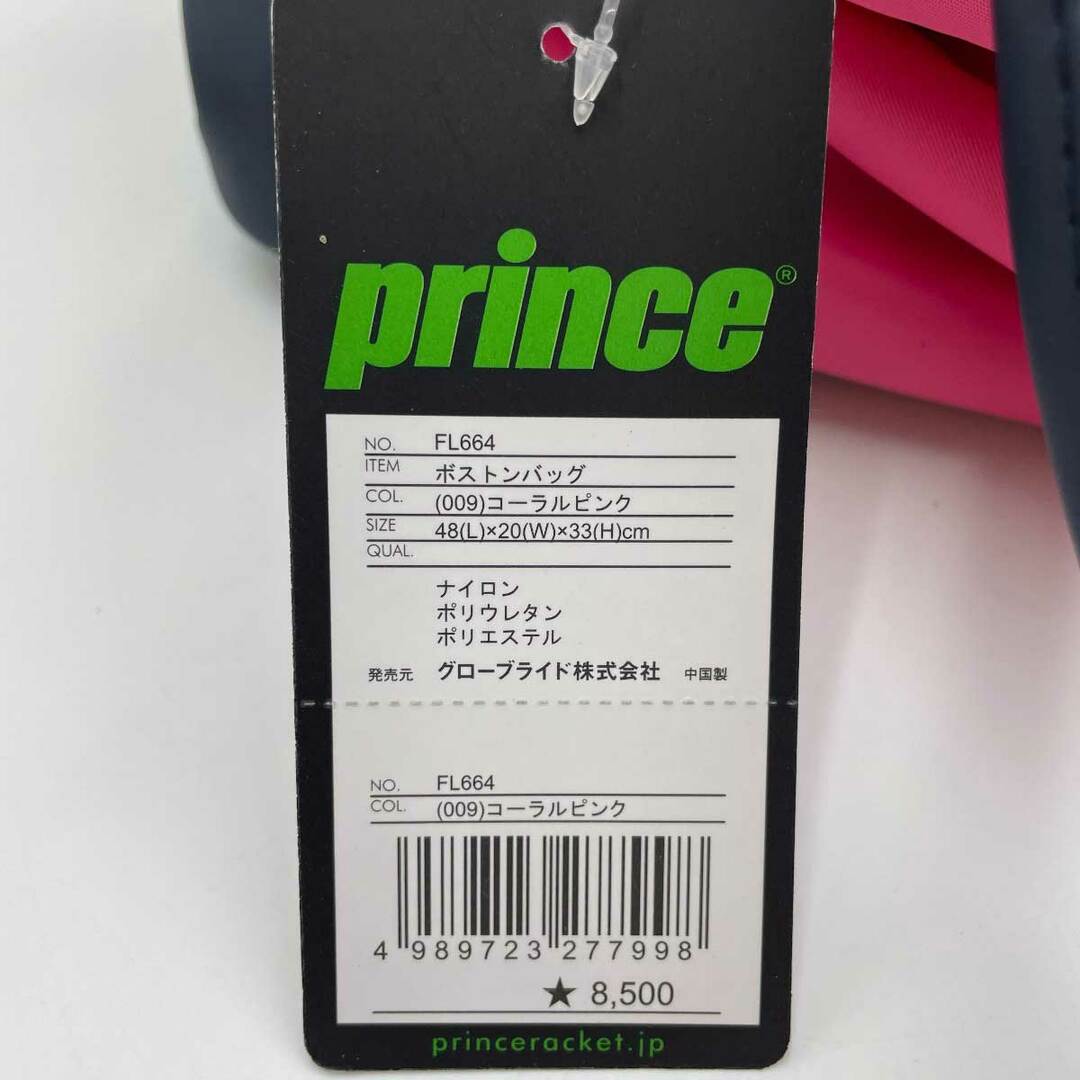 prince®
NO. FL664
ITEM ボストンバッグ
COL. (009)コーラルピンク
SIZE 48(L)×20(W)×33(H)cm
QUAL.
ナイロン
ポリウレタン
ポリエステル
発売元 グローブライド株式会社 中国製
NO. FL664
COL. (009)コーラルピンク
4 989723 277998
★ 8,500
princeracket.jp